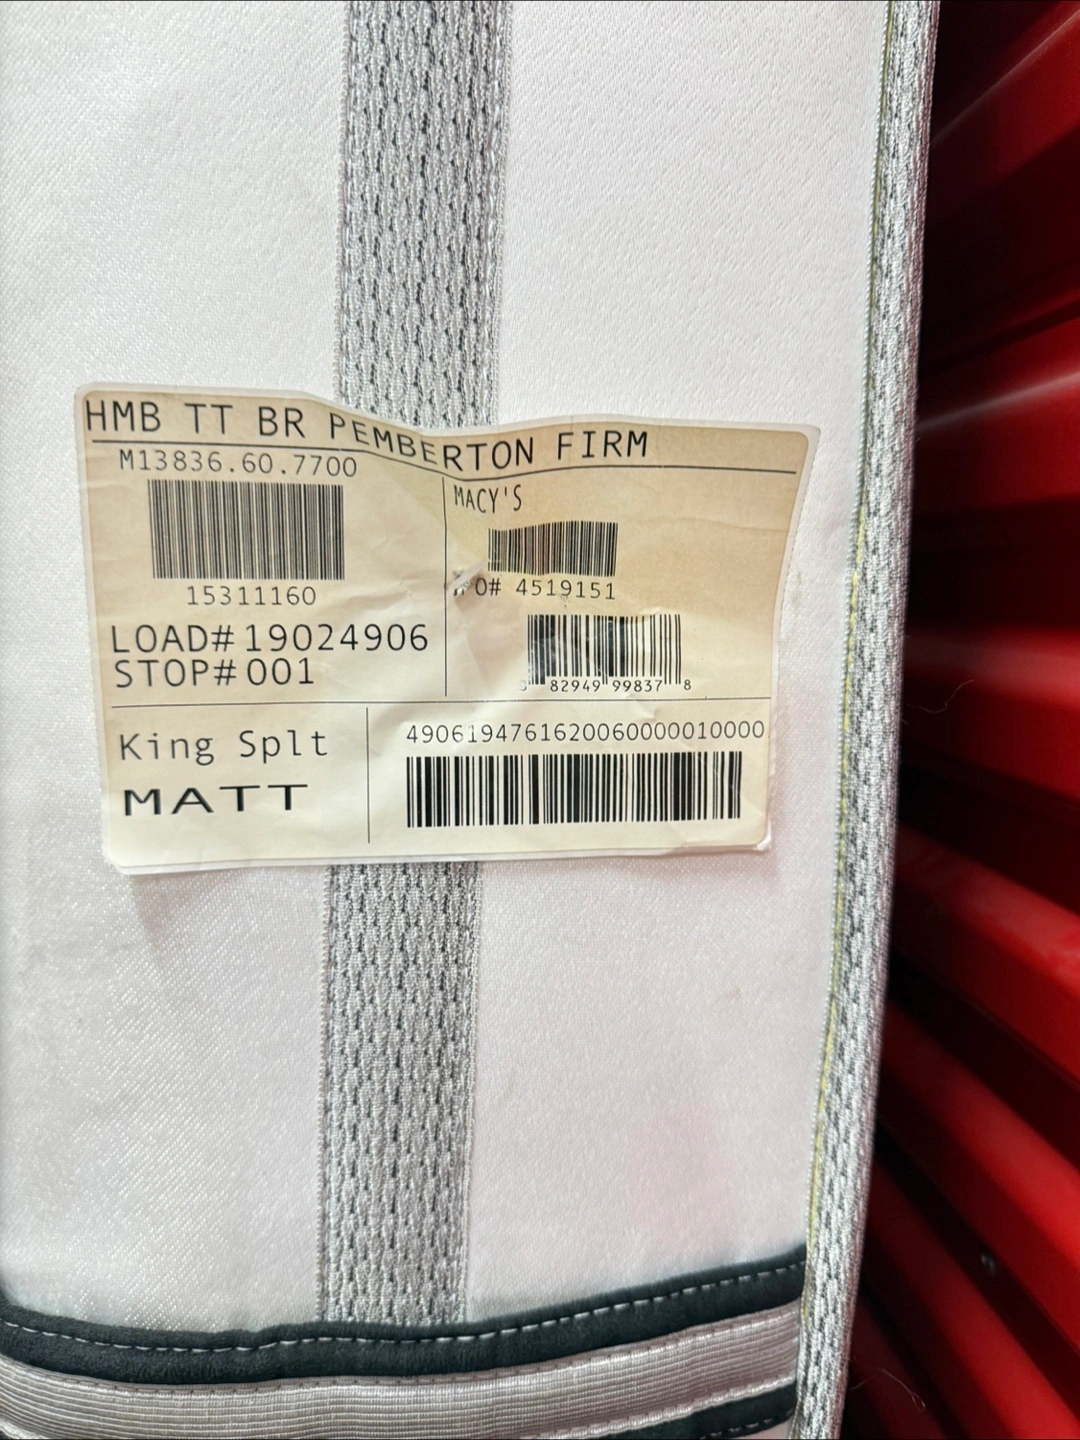 HMB TT BR PEMBERTON FIRM
M13836.60.7700
15311160
LOAD# 19024906
STOP# 001
MACY'S
O# 4519151
82949 99837 8
King Splt
MATT
49061947616200600000010000